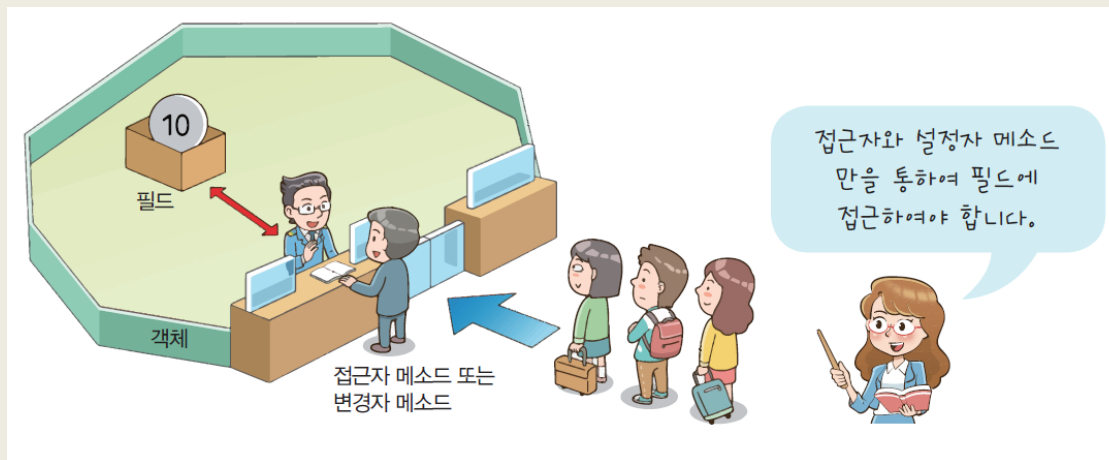 10
필드
객체
접근자 메소드 또는
변경자 메소드
접근자와 설정자 메소드
만을 통하여 필드에
접근하여야 합니다.